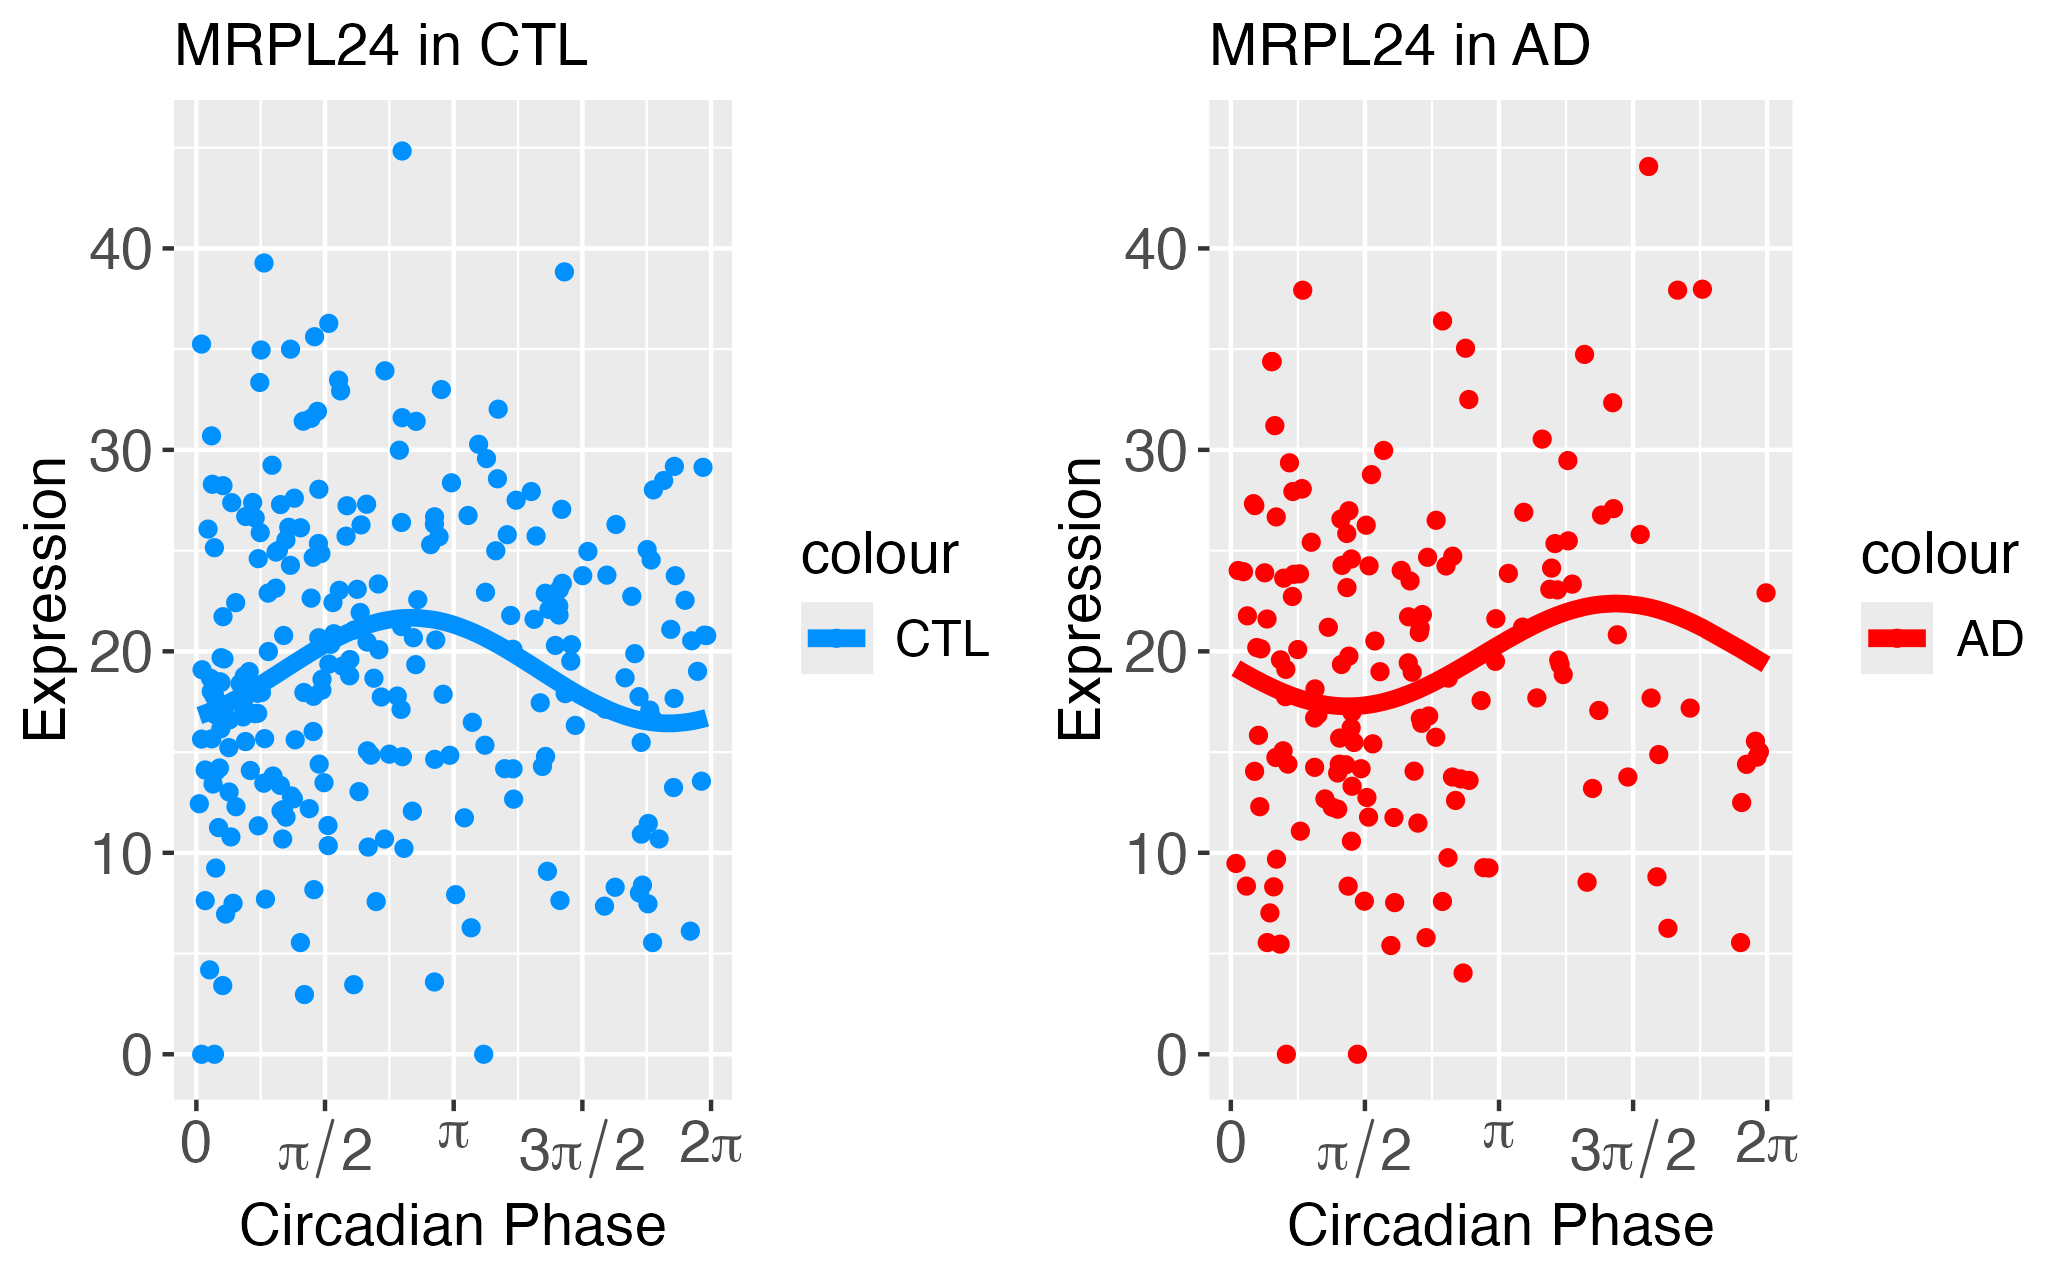 MRPL24 in CTL
Expression
40
30
20
10
0
0 π/2 π 3π/2 2π
Circadian Phase
colour
CTL
MRPL24 in AD
Expression
40
30
20
10
0
0 π/2 π 3π/2 2π
Circadian Phase
colour
AD